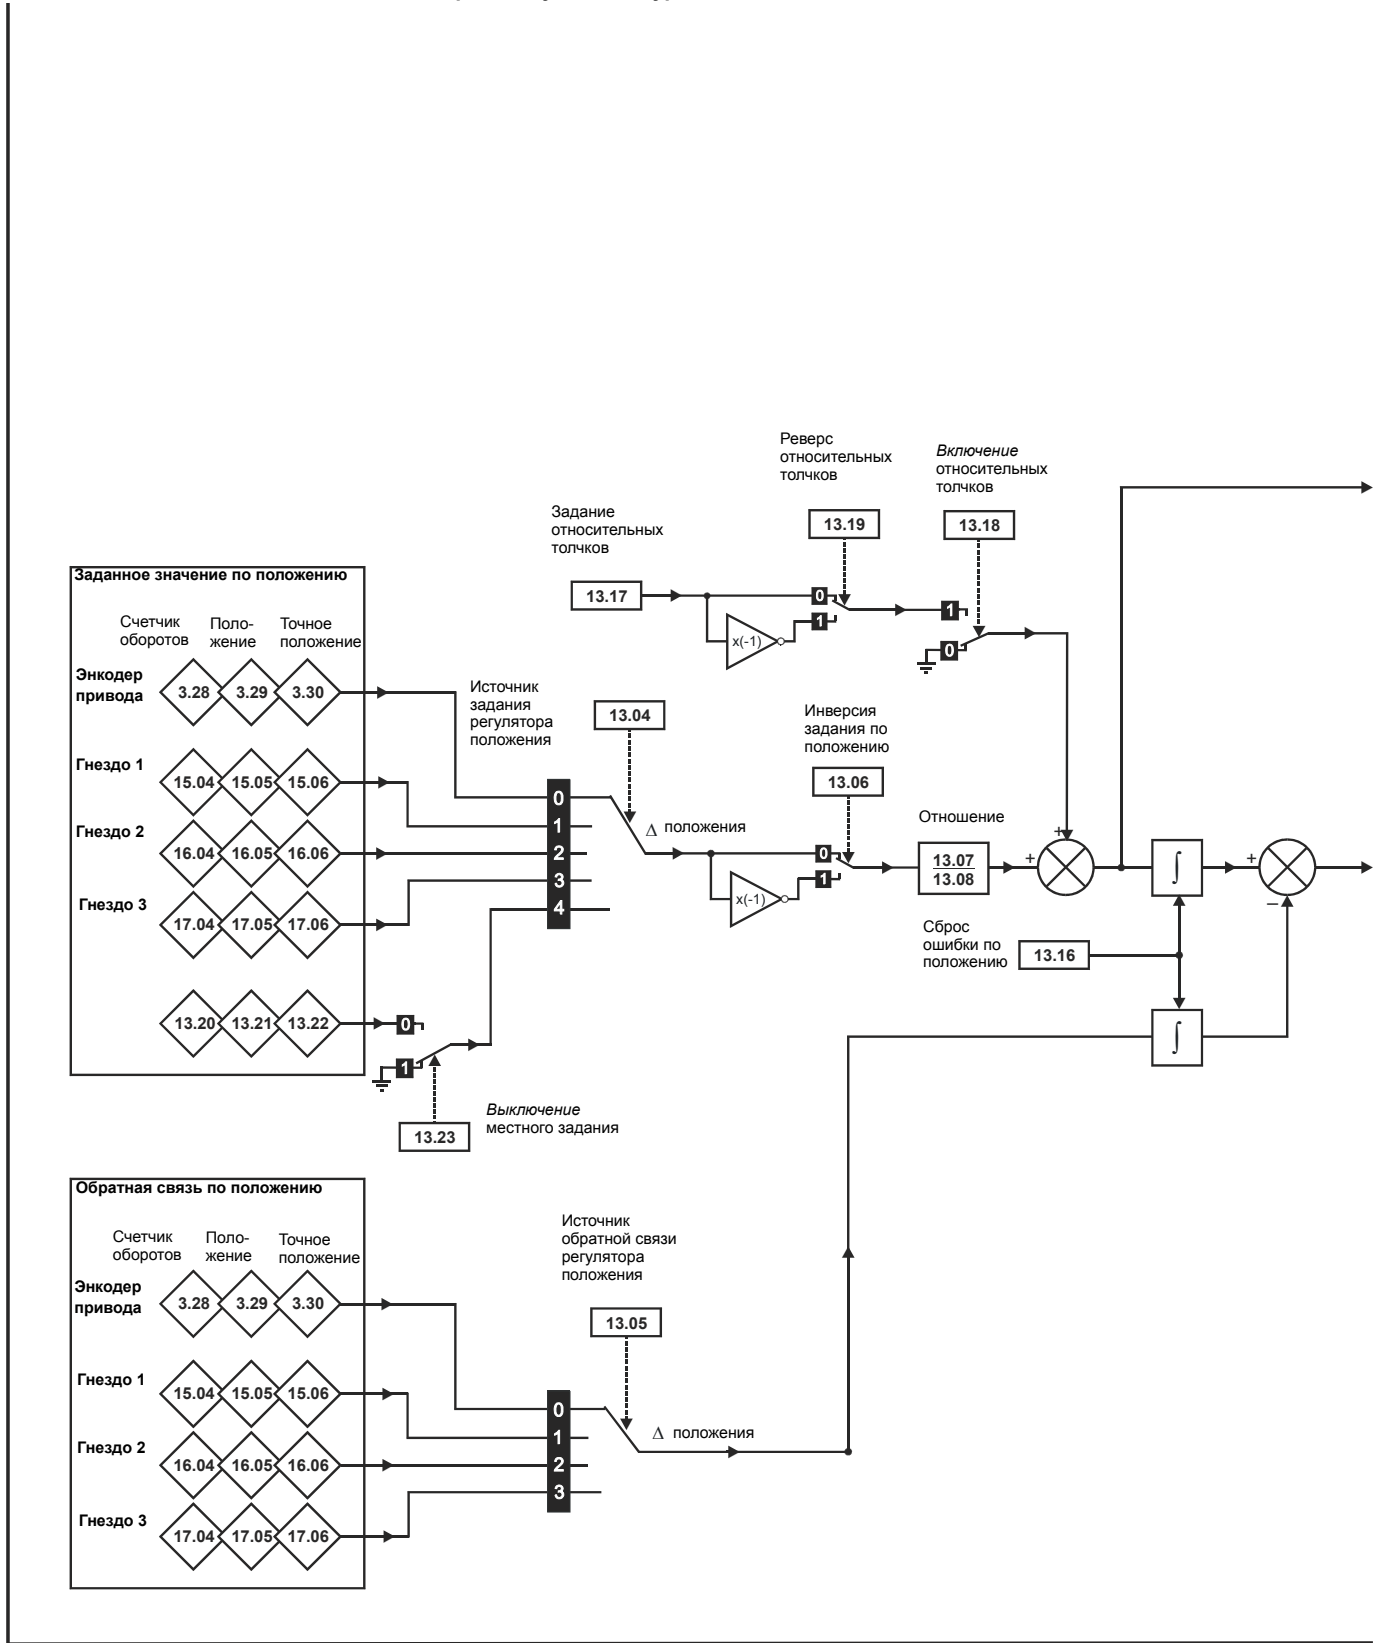 Реверс
относительных
толчков
Включение
относительных
толчков
Задание
относительных
толчков
13.19
13.18
13.17
0
1
x(-1)
1
0
Заданное значение по положению
Счетчик
оборотов
Поло-
жение
Точное
положение
Энкодер
привода
3.28 3.29 3.30
Гнездо 1
15.04 15.05 15.06
Гнездо 2
16.04 16.05 16.06
Гнездо 3
17.04 17.05 17.06
13.20 13.21 13.22
0
1
13.23
Выключение
местного задания
Источник
задания
регулятора
положения
13.04
0
1
2
3
4
Δ положения
x(-1)
Инверсия
задания по
положению
13.06
0
1
Отношение
13.07
13.08
+
+
∫
+
−
Сброс
ошибки по
положению
13.16
∫
Обратная связь по положению
Счетчик
оборотов
Поло-
жение
Точное
положение
Энкодер
привода
3.28 3.29 3.30
Гнездо 1
15.04 15.05 15.06
Гнездо 2
16.04 16.05 16.06
Гнездо 3
17.04 17.05 17.06
Источник
обратной связи
регулятора
положения
13.05
0
1
2
3
Δ положения